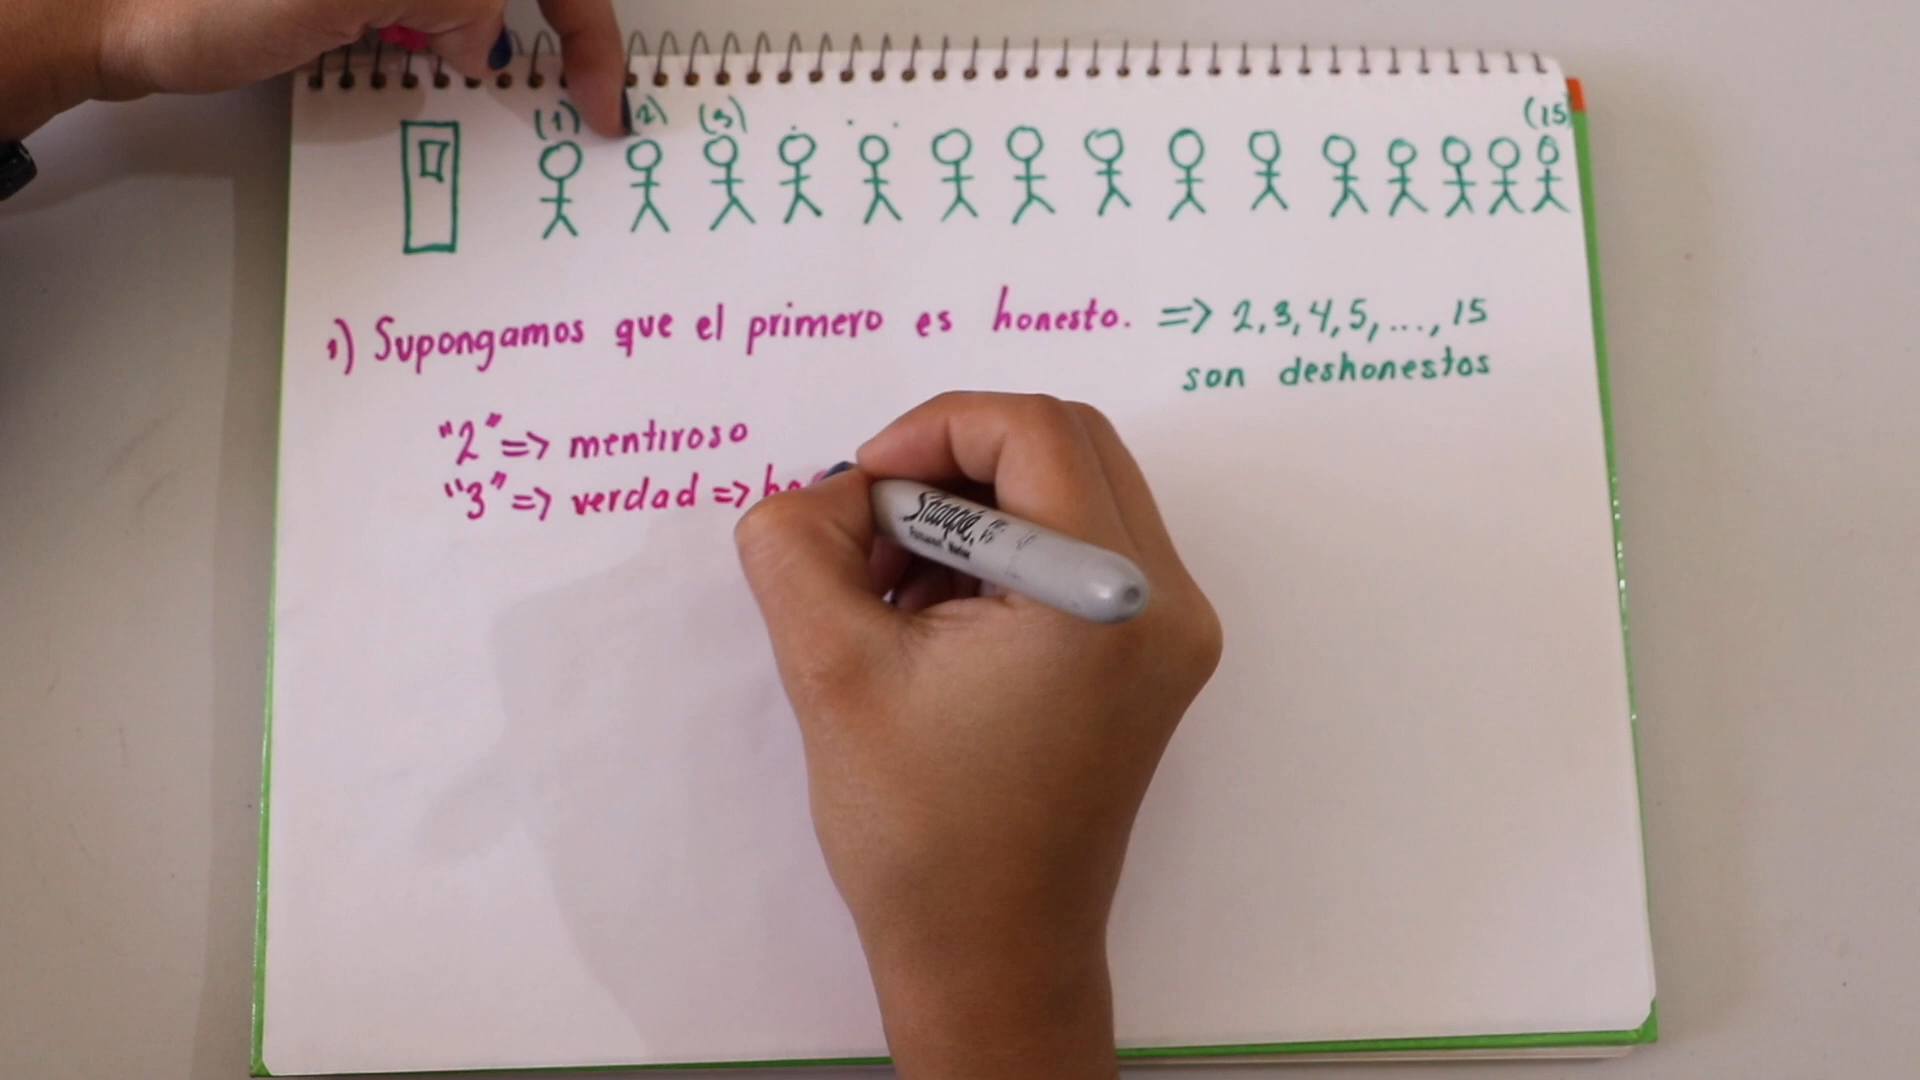 (1) (2) (3) (15)
1) Supongamos que el primero es honesto. => 2, 3, 4, 5, ..., 15
son deshonestos
"2" => mentiroso
"3" => verdad =>
Sharpie